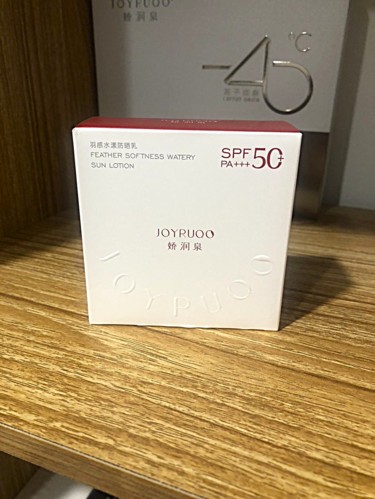 JOYRUOO
娇润泉
-45°C
羽感水漾防晒乳
FEATHER SOFTNESS WATERY
SUN LOTION
SPF50+
PA+++
JOYRUOO
娇润泉
JOYRUOO